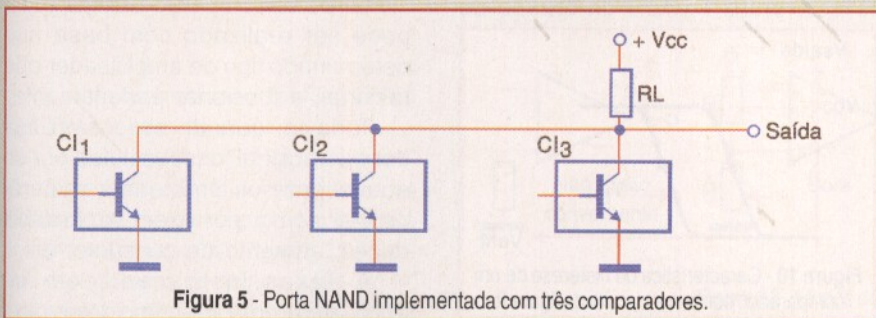 + Vcc
RL
Saída
CI1
CI2
CI3
Figura 5 - Porta NAND implementada com três comparadores.